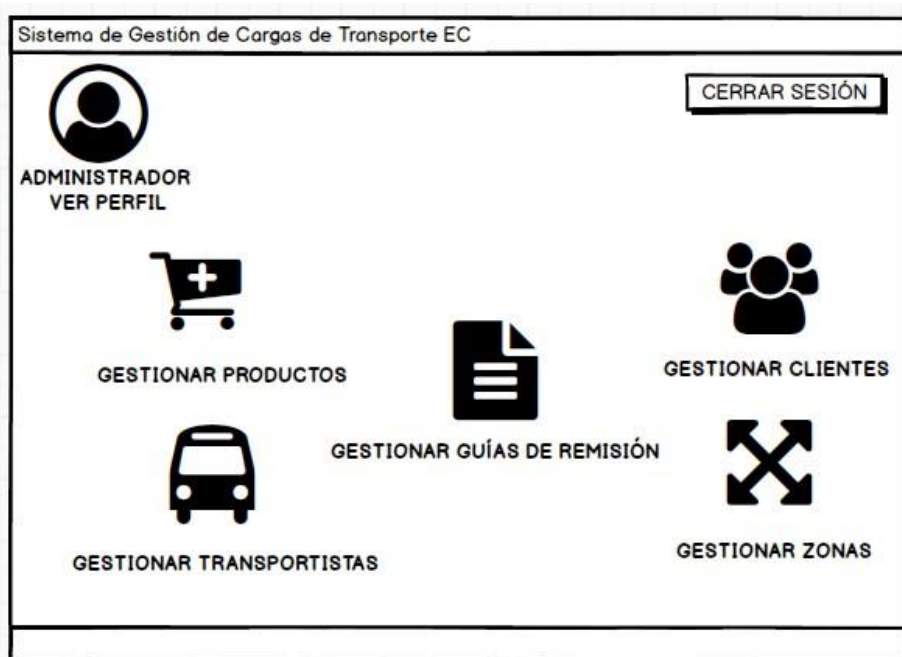 Sistema de Gestión de Cargas de Transporte EC
CERRAR SESIÓN
ADMINISTRADOR
VER PERFIL
GESTIONAR PRODUCTOS
GESTIONAR CLIENTES
GESTIONAR GUÍAS DE REMISIÓN
GESTIONAR TRANSPORTISTAS
GESTIONAR ZONAS